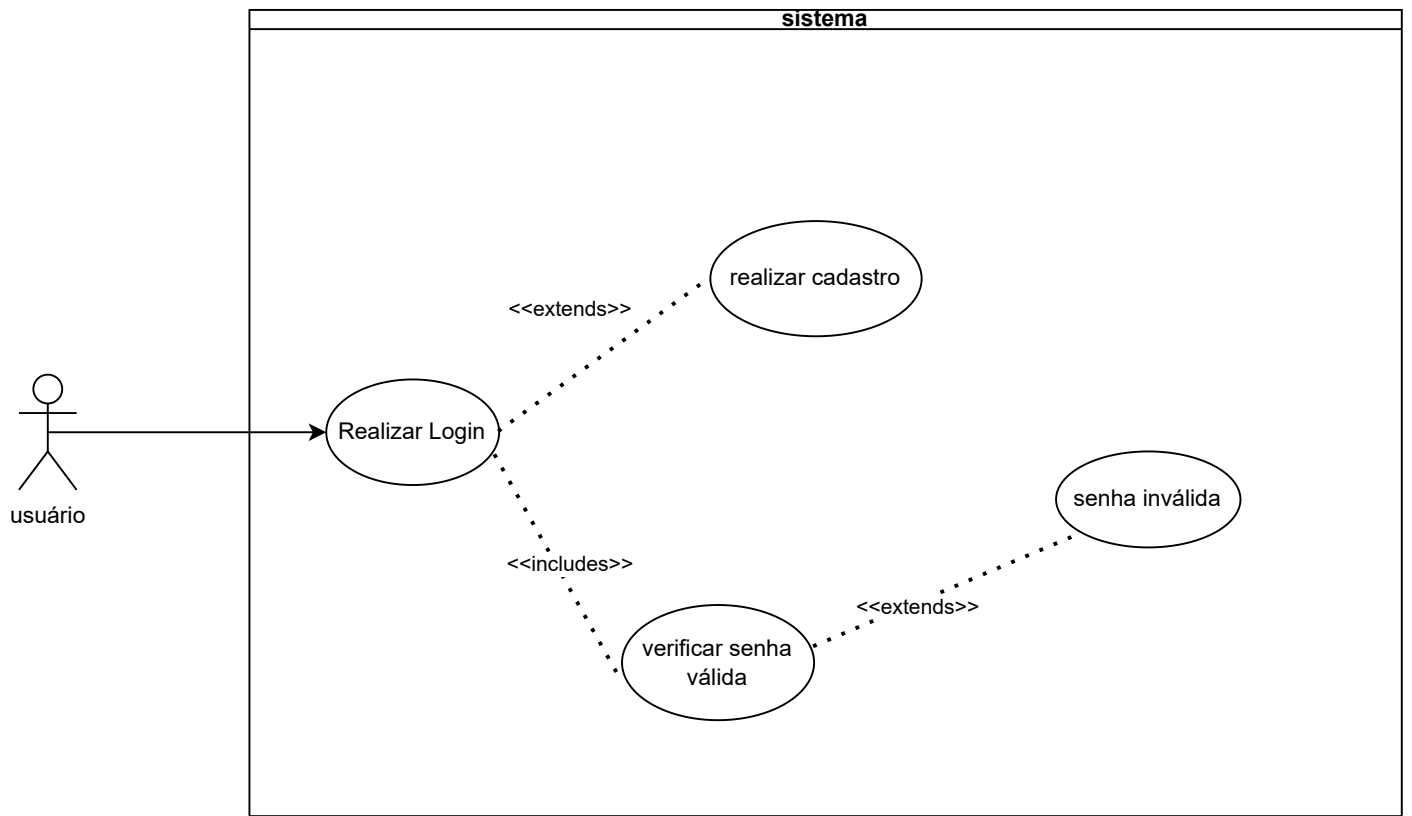 sistema
realizar cadastro
<<extends>>
Realizar Login
senha inválida
usuário
<<includes>>
<<extends>>
verificar senha
válida